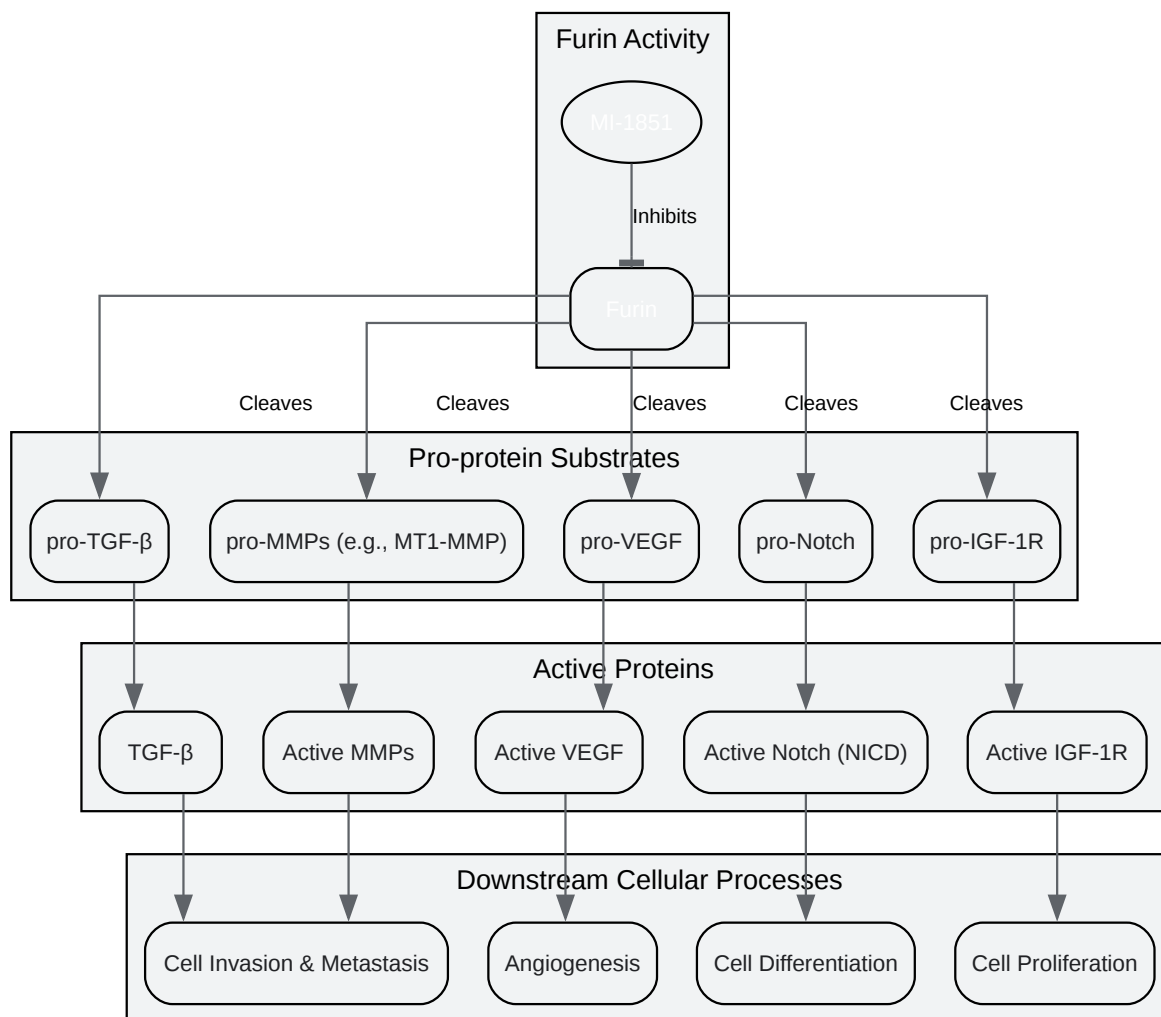 Furin Activity
MI-1851
Inhibits
Furin
Cleaves Cleaves Cleaves Cleaves Cleaves
Pro-protein Substrates
pro-TGF-β pro-MMPs (e.g., MT1-MMP) pro-VEGF pro-Notch pro-IGF-1R
Active Proteins
TGF-β Active MMPs Active VEGF Active Notch (NICD) Active IGF-1R
Downstream Cellular Processes
Cell Invasion & Metastasis Angiogenesis Cell Differentiation Cell Proliferation